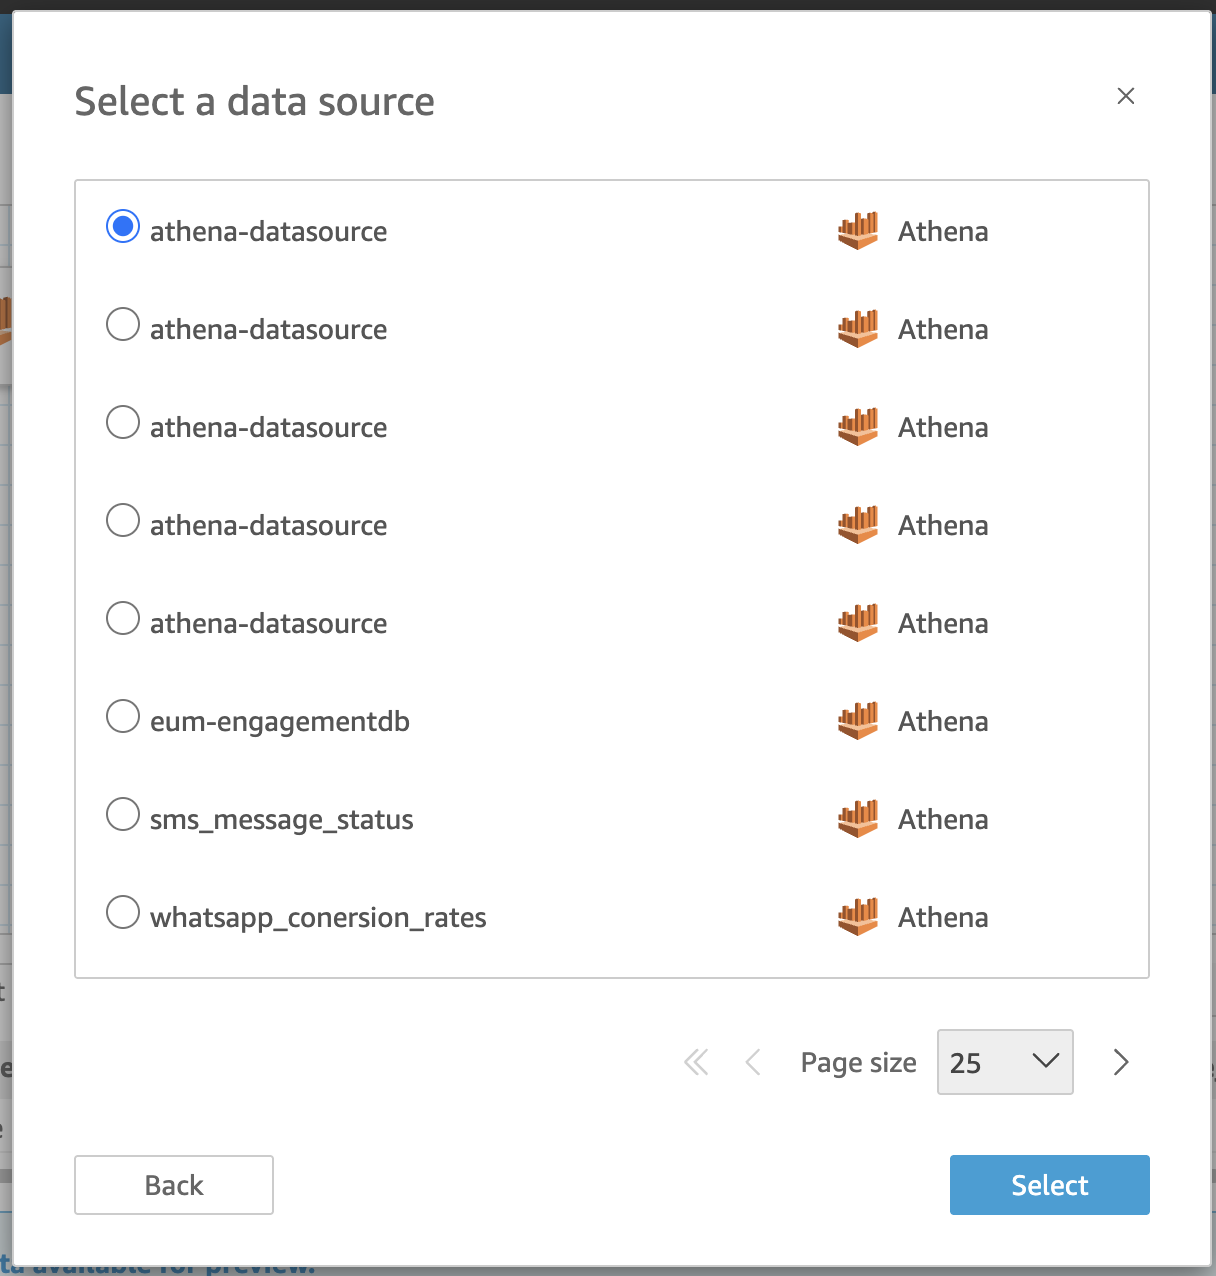 Select a data source
athena-datasource Athena
athena-datasource Athena
athena-datasource Athena
athena-datasource Athena
athena-datasource Athena
eum-engagementdb Athena
sms_message_status Athena
whatsapp_conersion_rates Athena
Page size 25
Back Select